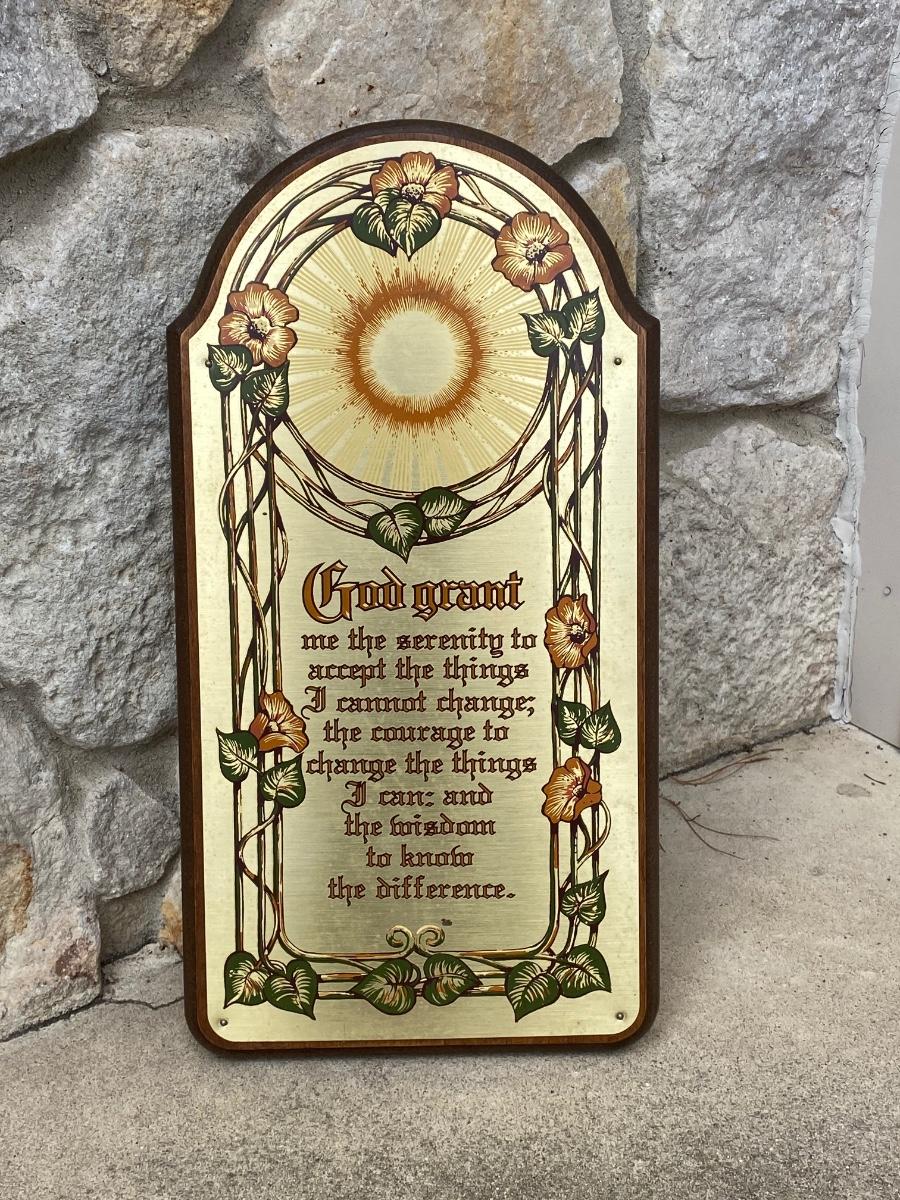 God grant
me the serenity to
accept the things
I cannot change;
the courage to
change the things
I can: and
the wisdom
to know
the difference.